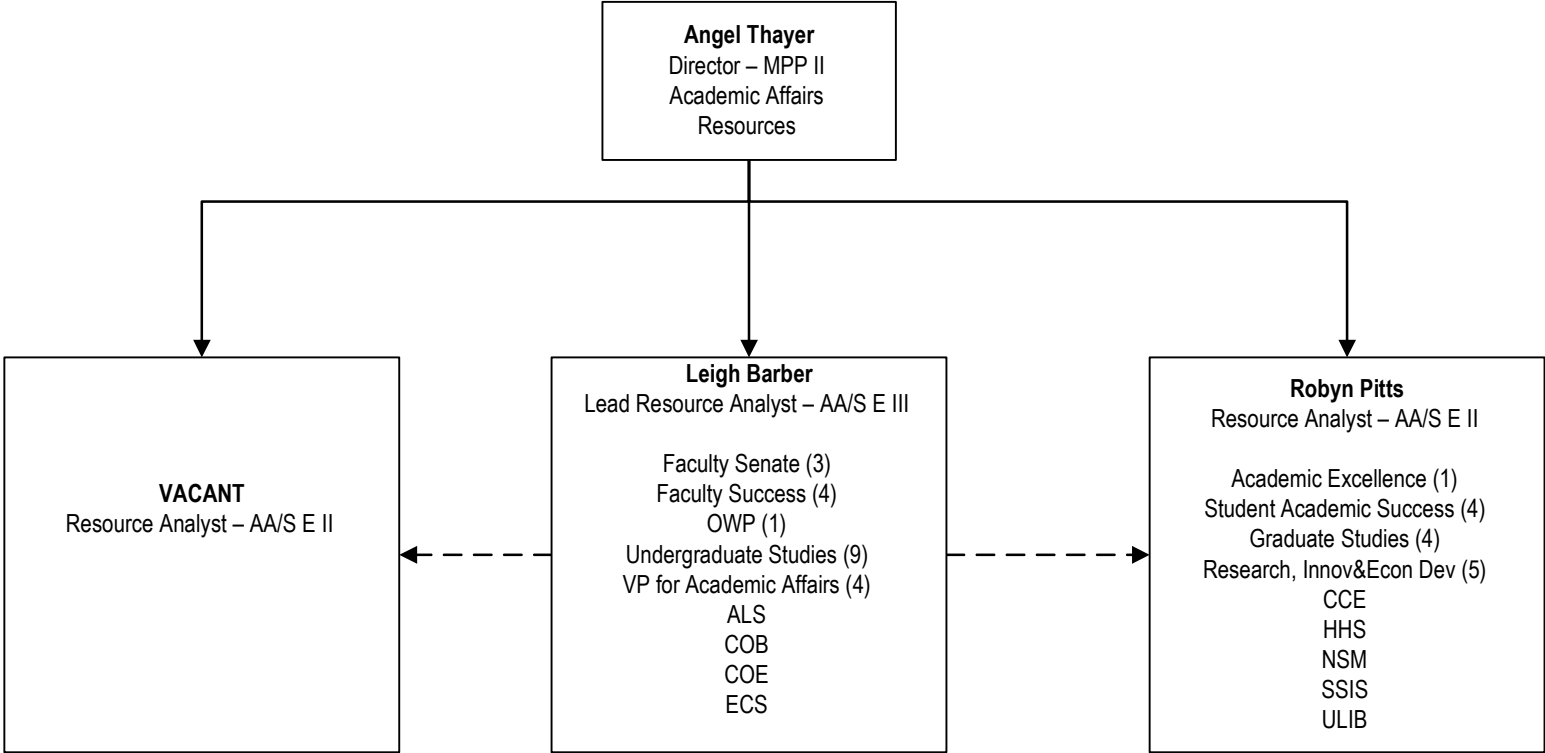 Angel Thayer
Director – MPP II
Academic Affairs
Resources
VACANT
Resource Analyst – AA/S E II
Leigh Barber
Lead Resource Analyst – AA/S E III
Faculty Senate (3)
Faculty Success (4)
OWP (1)
Undergraduate Studies (9)
VP for Academic Affairs (4)
ALS
COB
COE
ECS
Robyn Pitts
Resource Analyst – AA/S E II
Academic Excellence (1)
Student Academic Success (4)
Graduate Studies (4)
Research, Innov&Econ Dev (5)
CCE
HHS
NSM
SSIS
ULIB